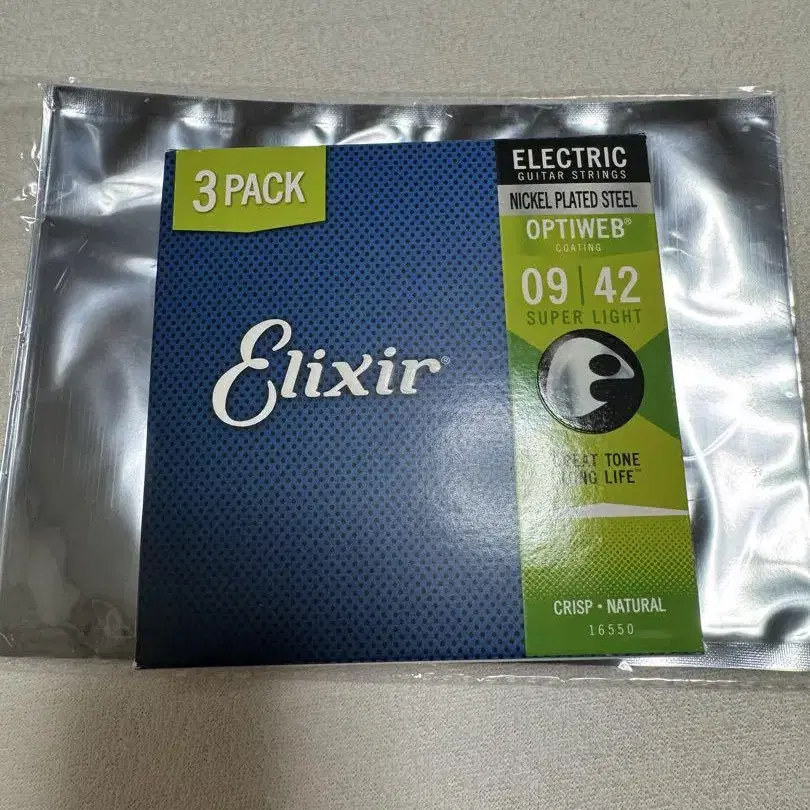 3 PACK
ELECTRIC
GUITAR STRINGS
NICKEL PLATED STEEL
OPTIWEB®
COATING
09 | 42
SUPER LIGHT
Elixir®
GREAT TONE
LONG LIFE™
CRISP • NATURAL
16550